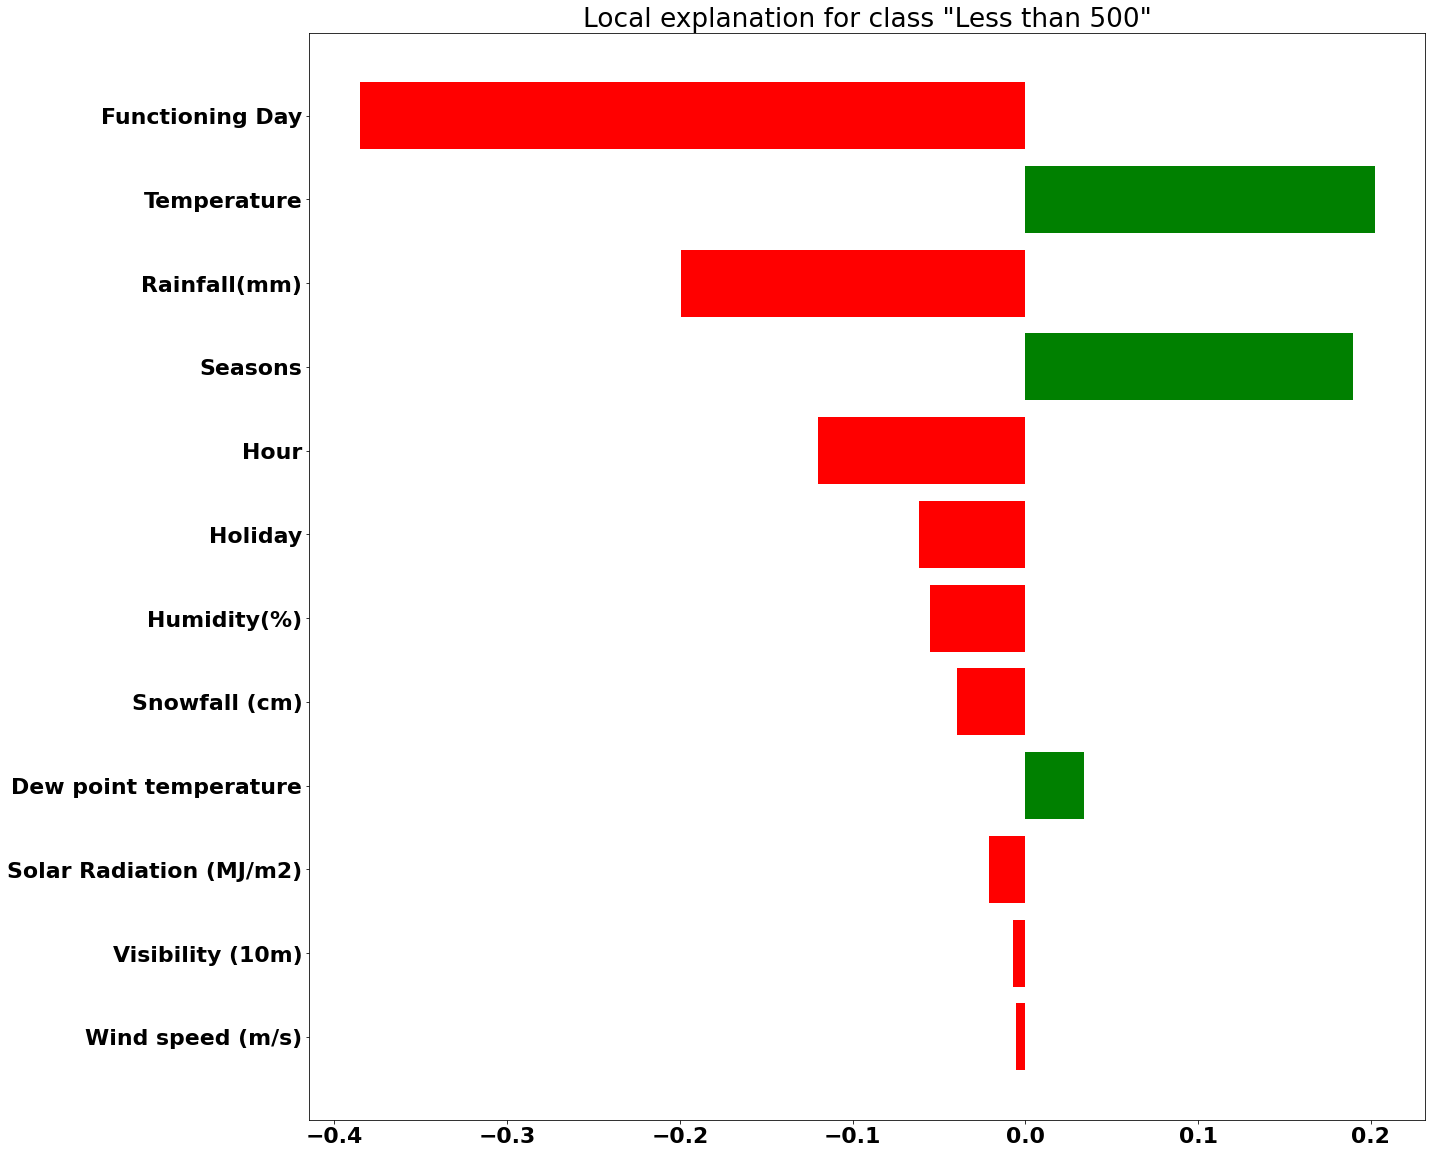 Local explanation for class "Less than 500"
Functioning Day
Temperature
Rainfall(mm)
Seasons
Hour
Holiday
Humidity(%)
Snowfall (cm)
Dew point temperature
Solar Radiation (MJ/m2)
Visibility (10m)
Wind speed (m/s)
−0.4 −0.3 −0.2 −0.1 0.0 0.1 0.2